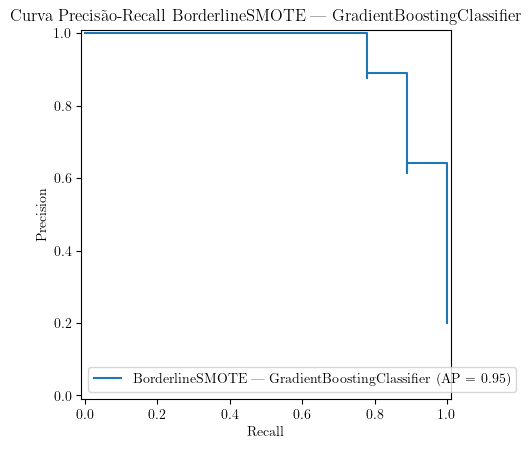 Curva Precisão-Recall BorderlineSMOTE — GradientBoostingClassifier
1.0
0.8
0.6
0.4
0.2
0.0
Precision
BorderlineSMOTE — GradientBoostingClassifier (AP = 0.95)
0.0 0.2 0.4 0.6 0.8 1.0
Recall